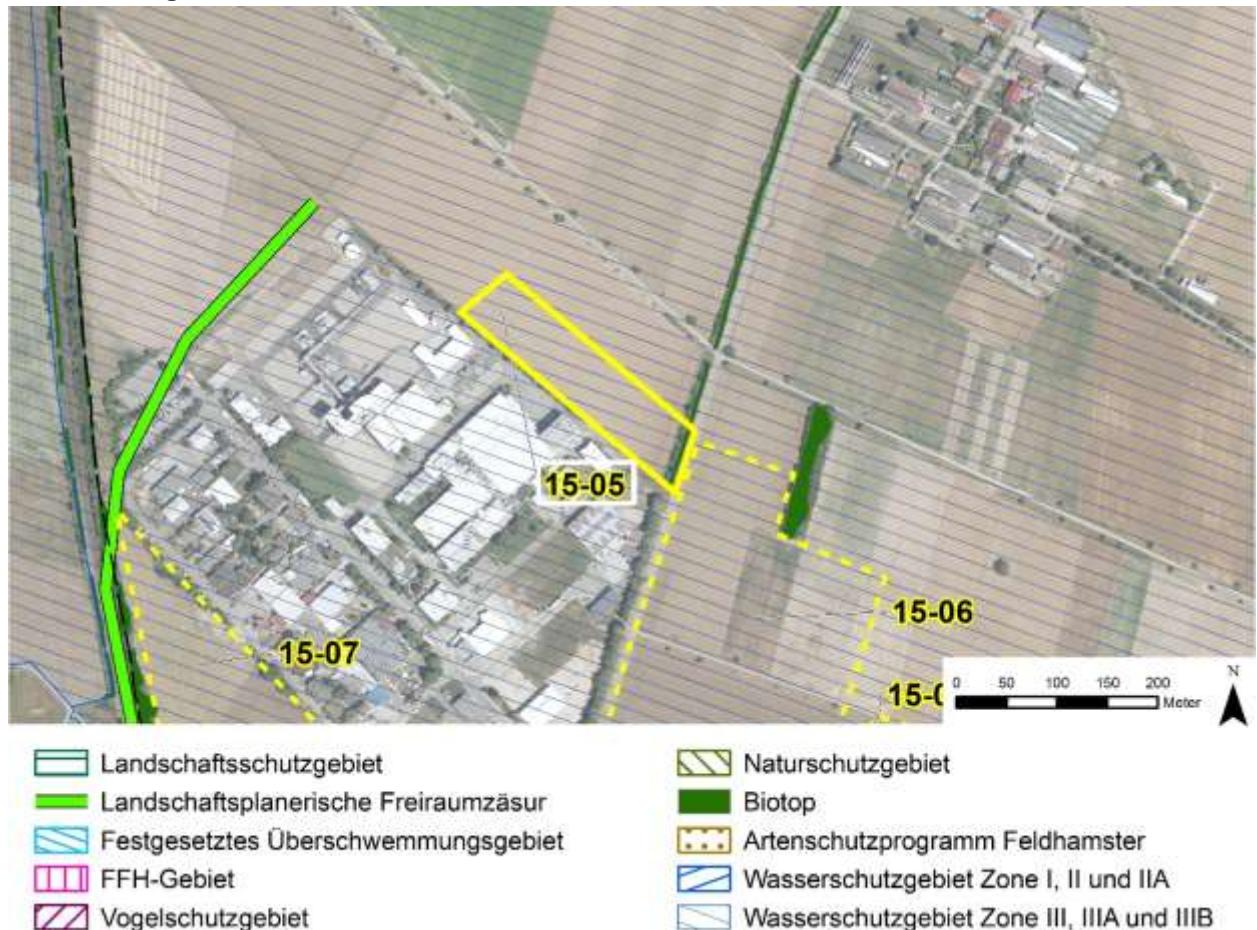 15-05
15-06
15-07
15-0
0 50 100 150 200
Meter
N
Landschaftsschutzgebiet
Landschaftsplanerische Freiraumzäsur
Festgesetztes Überschwemmungsgebiet
FFH-Gebiet
Vogelschutzgebiet
Naturschutzgebiet
Biotop
Artenschutzprogramm Feldhamster
Wasserschutzgebiet Zone I, II und IIA
Wasserschutzgebiet Zone III, IIIA und IIIB